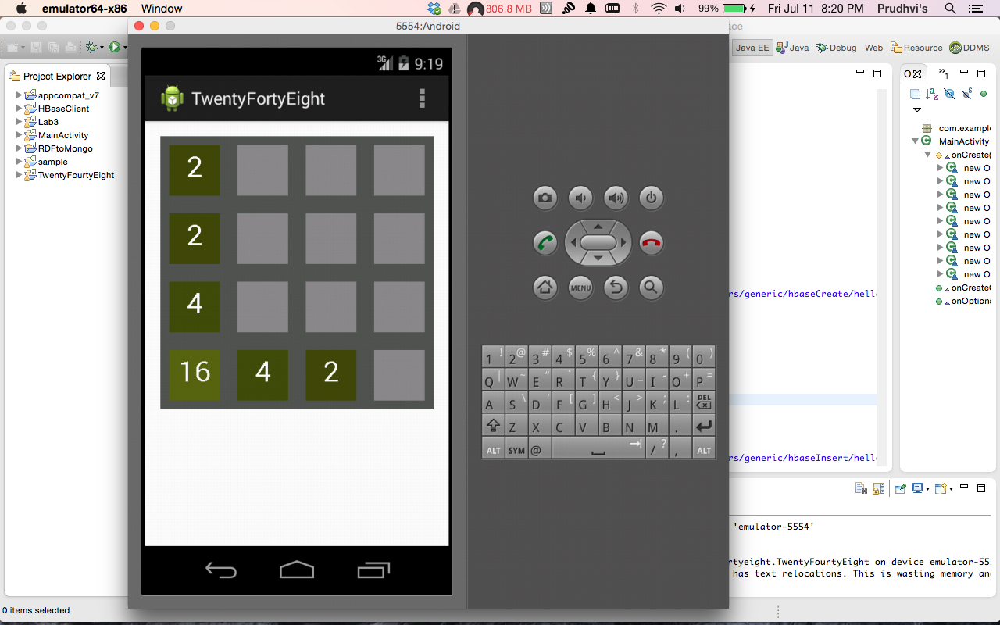 emulator64-x86 Window 806.8 MB 99% Fri Jul 11 8:20 PM Prudhvi's
5554:Android
ace
Java EE Java Debug Web Resource DDMS
Project Explorer
appcompat_v7
HBaseClient
Lab3
MainActivity
RDFtoMongo
sample
TwentyFourtyEight
3G 9:19
TwentyFortyEight
2
2
4
16 4 2
MENU
1 ! 2 @ 3 # 4 $ 5 % 6 ^ 7 & 8 * 9 ( 0 )
Q | W ~ E " R ` T { Y } U _ I - O + P =
A S \ D ' F [ G ] H < J > K ; L : DEL
Z X C V B N M .
ALT SYM @ / ? , ALT
1
com.example
MainActivity
onCreate(
new O
new O
new O
new O
new O
new O
new O
new O
new O
onCreate
onOptions
rs/generic/hbaseCreate/hell
rs/generic/hbaseInsert/hell
'emulator-5554'
rtyeight.TwentyFourtyEight on device emulator-55
has text relocations. This is wasting memory an
0 items selected